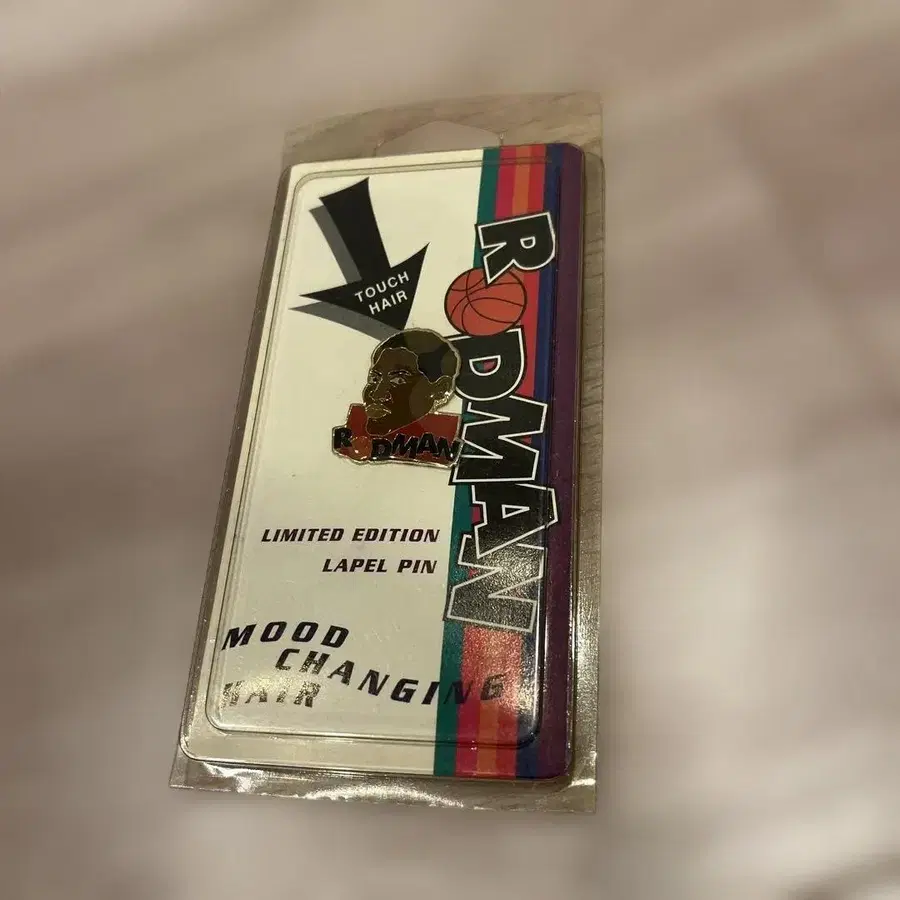 TOUCH
HAIR
RODMAN
RODMAN
LIMITED EDITION
LAPEL PIN
MOOD
CHANGING
HAIR